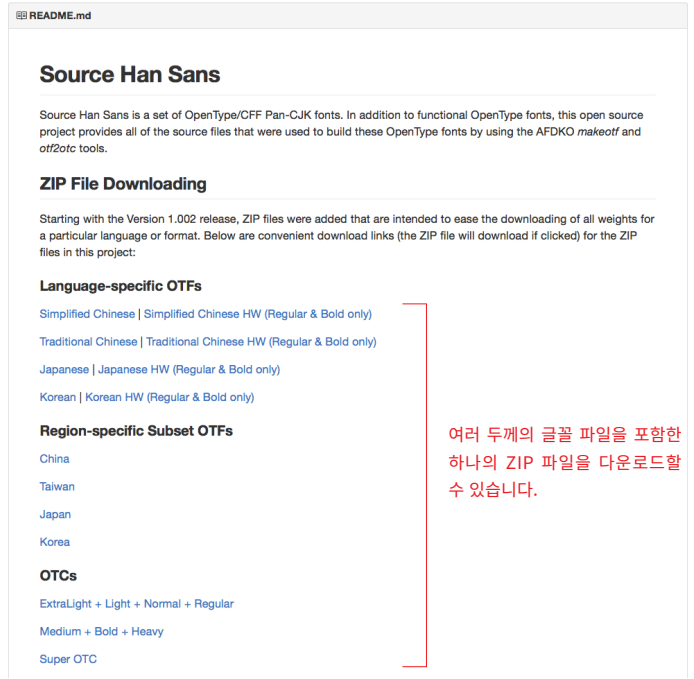 README.md
Source Han Sans
Source Han Sans is a set of OpenType/CFF Pan-CJK fonts. In addition to functional OpenType fonts, this open source
project provides all of the source files that were used to build these OpenType fonts by using the AFDKO makeotf and
otf2otc tools.
ZIP File Downloading
Starting with the Version 1.002 release, ZIP files were added that are intended to ease the downloading of all weights for
a particular language or format. Below are convenient download links (the ZIP file will download if clicked) for the ZIP
files in this project:
Language-specific OTFs
Simplified Chinese | Simplified Chinese HW (Regular & Bold only)
Traditional Chinese | Traditional Chinese HW (Regular & Bold only)
Japanese | Japanese HW (Regular & Bold only)
Korean | Korean HW (Regular & Bold only)
Region-specific Subset OTFs
China
Taiwan
Japan
Korea
OTCs
ExtraLight + Light + Normal + Regular
Medium + Bold + Heavy
Super OTC
여러 두께의 글꼴 파일을 포함한
하나의 ZIP 파일을 다운로드할
수 있습니다.